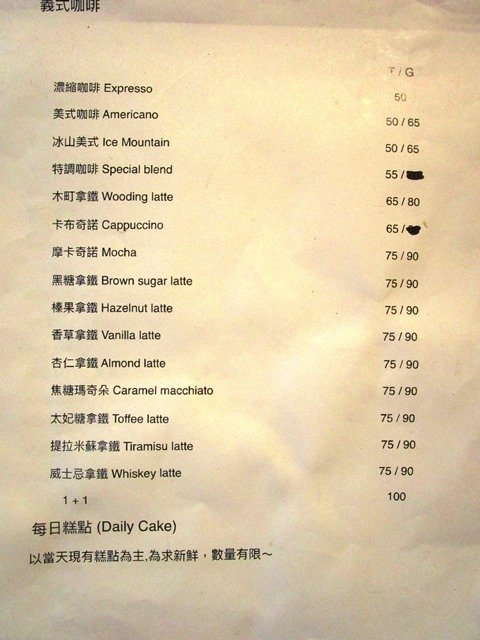 義式咖啡
T / G
濃縮咖啡 Expresso 50
美式咖啡 Americano 50 / 65
冰山美式 Ice Mountain 50 / 65
特調咖啡 Special blend 55 /
木町拿鐵 Wooding latte 65 / 80
卡布奇諾 Cappuccino 65 /
摩卡奇諾 Mocha 75 / 90
黑糖拿鐵 Brown sugar latte 75 / 90
榛果拿鐵 Hazelnut latte 75 / 90
香草拿鐵 Vanilla latte 75 / 90
杏仁拿鐵 Almond latte 75 / 90
焦糖瑪奇朵 Caramel macchiato 75 / 90
太妃糖拿鐵 Toffee latte 75 / 90
提拉米蘇拿鐵 Tiramisu latte 75 / 90
威士忌拿鐵 Whiskey latte 75 / 90
1 + 1 100
每日糕點 (Daily Cake)
以當天現有糕點為主,為求新鮮，數量有限～